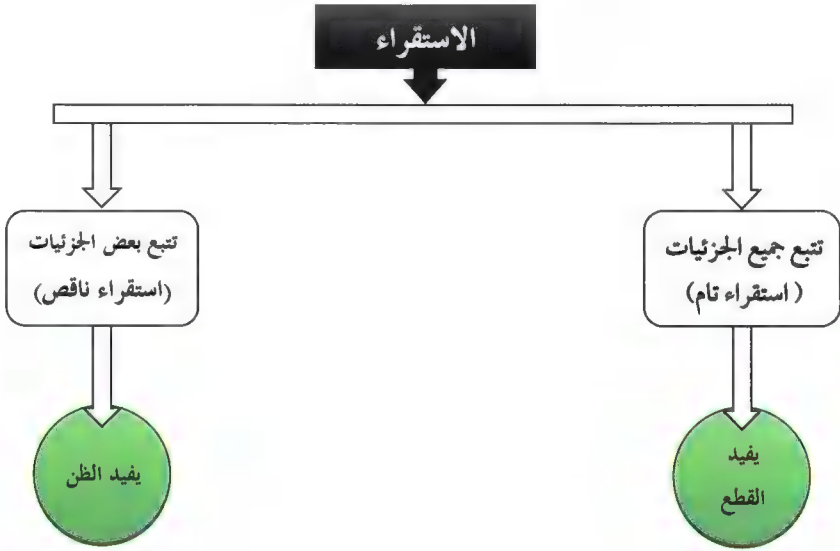 الاستقراء
تتبع جميع الجزئيات
(استقراء تام)
تتبع بعض الجزئيات
(استقراء ناقص)
يفيد
القطع
يفيد الظن